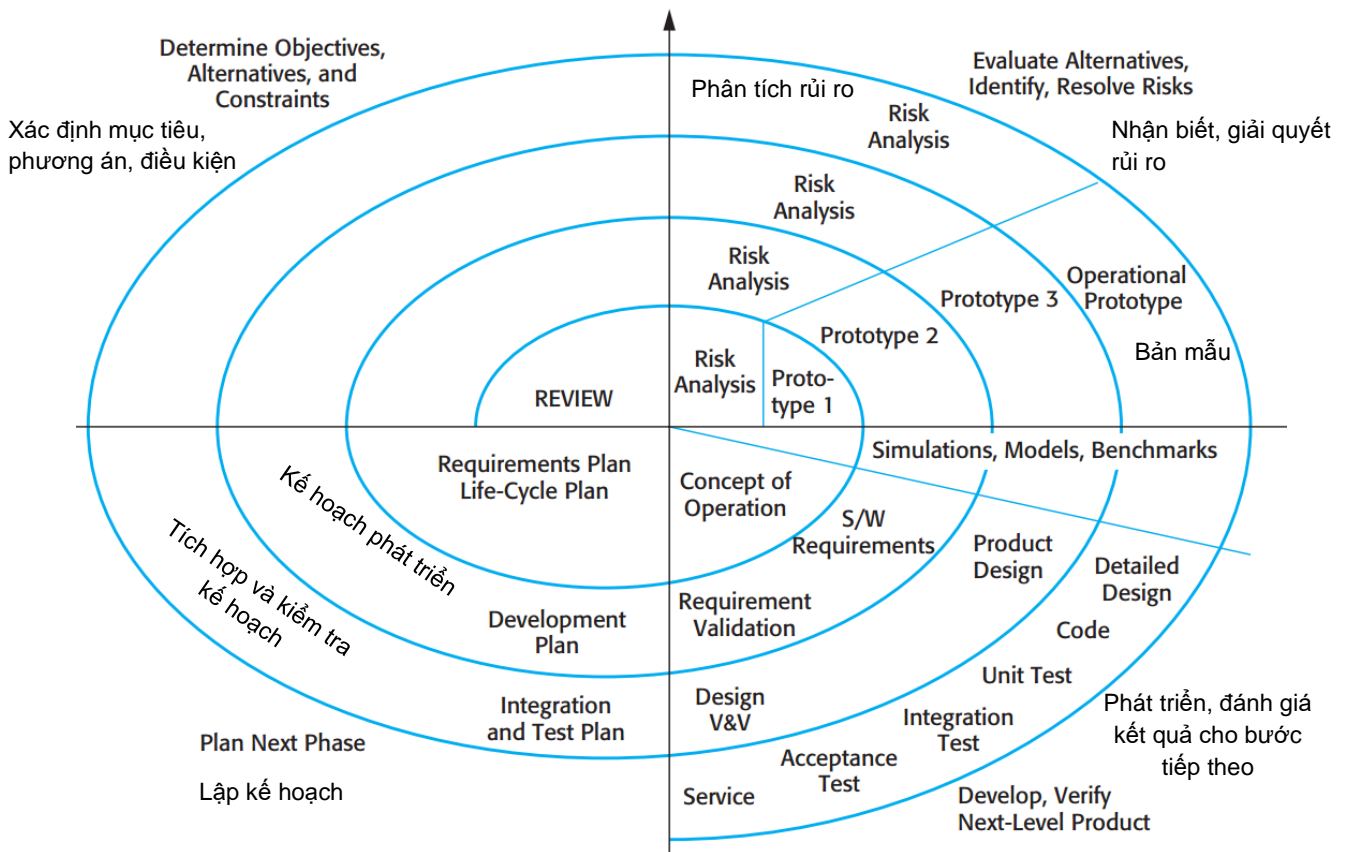 Determine Objectives,
Alternatives, and
Constraints
Xác định mục tiêu,
phương án, điều kiện
Phân tích rủi ro
Evaluate Alternatives,
Identify, Resolve Risks
Nhận biết, giải quyết
rủi ro
Risk
Analysis
Risk
Analysis
Risk
Analysis
Risk
Analysis
Proto-
type 1
Prototype 2
Prototype 3
Operational
Prototype
Bản mẫu
REVIEW
Requirements Plan
Life-Cycle Plan
Kế hoạch phát triển
Tích hợp và kiểm tra
kế hoạch
Development
Plan
Integration
and Test Plan
Plan Next Phase
Lập kế hoạch
Simulations, Models, Benchmarks
Concept of
Operation
S/W
Requirements
Product
Design
Detailed
Design
Requirement
Validation
Code
Unit Test
Design
V&V
Integration
Test
Acceptance
Test
Service
Phát triển, đánh giá
kết quả cho bước
tiếp theo
Develop, Verify
Next-Level Product